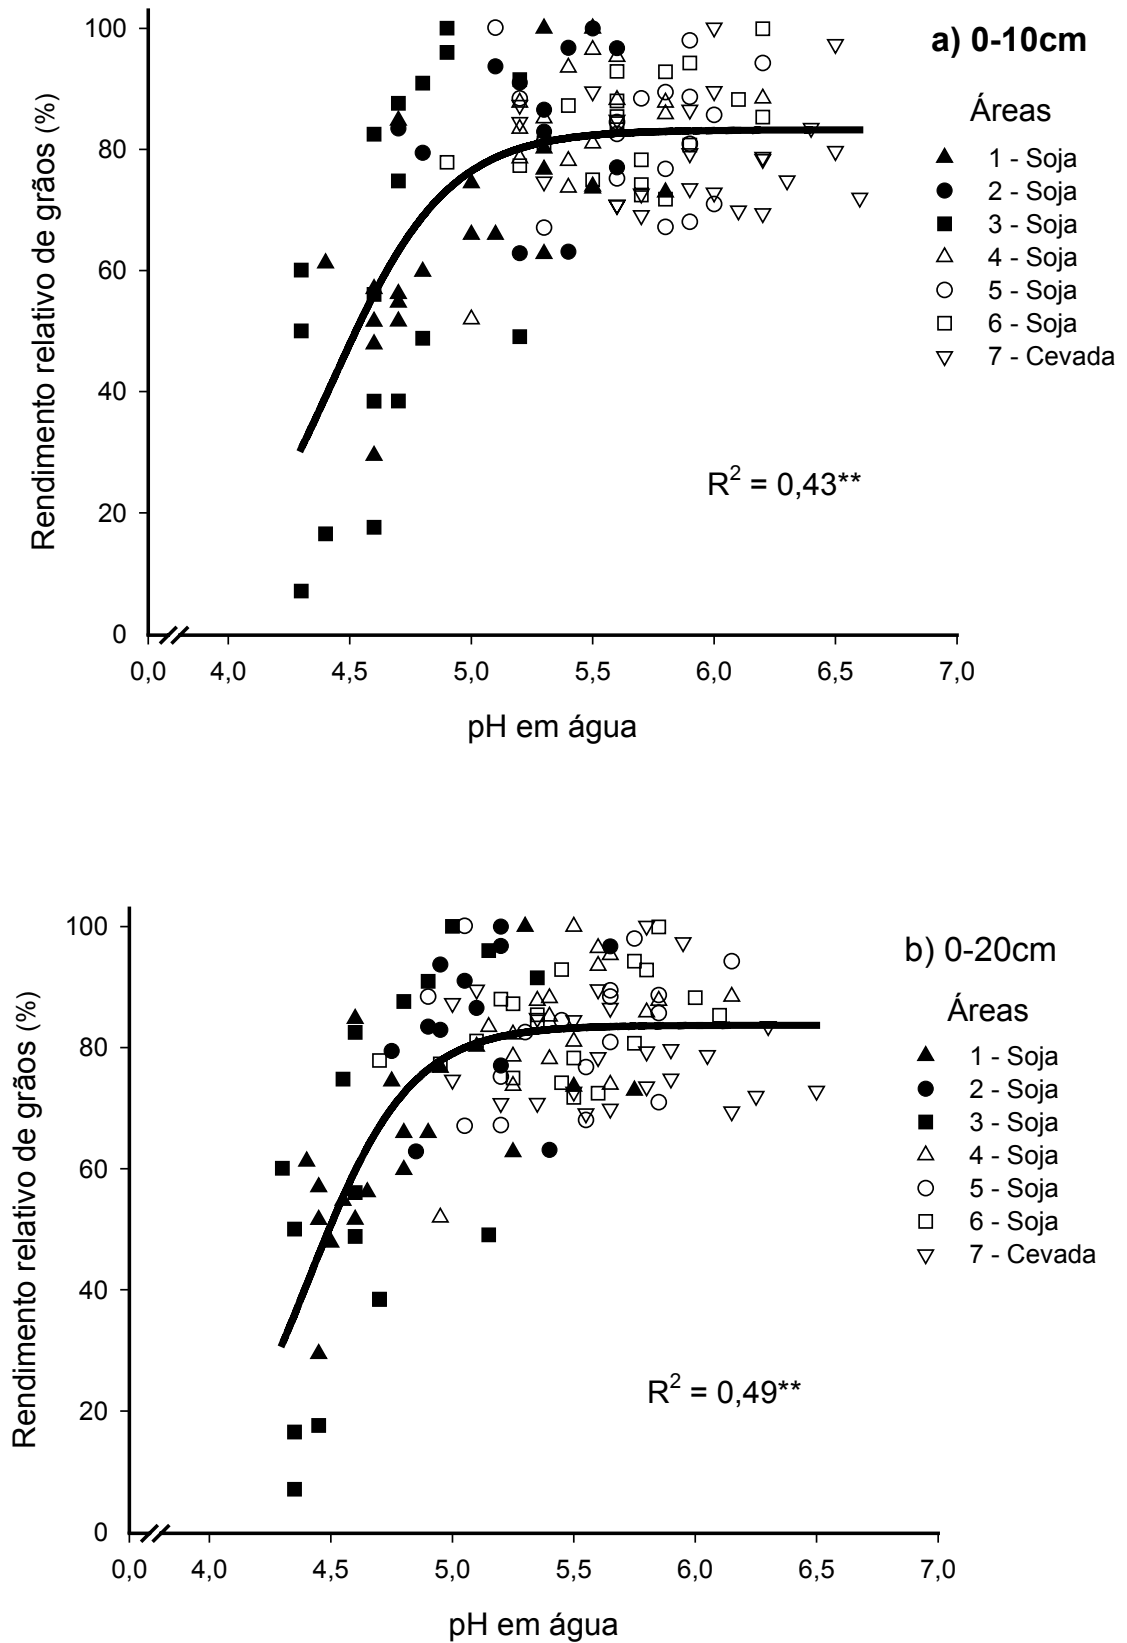 a) 0-10cm
Áreas
1 - Soja
2 - Soja
3 - Soja
4 - Soja
5 - Soja
6 - Soja
7 - Cevada
Rendimento relativo de grãos (%)
100
80
60
40
20
0
R² = 0,43**
0,0 4,0 4,5 5,0 5,5 6,0 6,5 7,0
pH em água
b) 0-20cm
Áreas
1 - Soja
2 - Soja
3 - Soja
4 - Soja
5 - Soja
6 - Soja
7 - Cevada
Rendimento relativo de grãos (%)
100
80
60
40
20
0
R² = 0,49**
0,0 4,0 4,5 5,0 5,5 6,0 6,5 7,0
pH em água